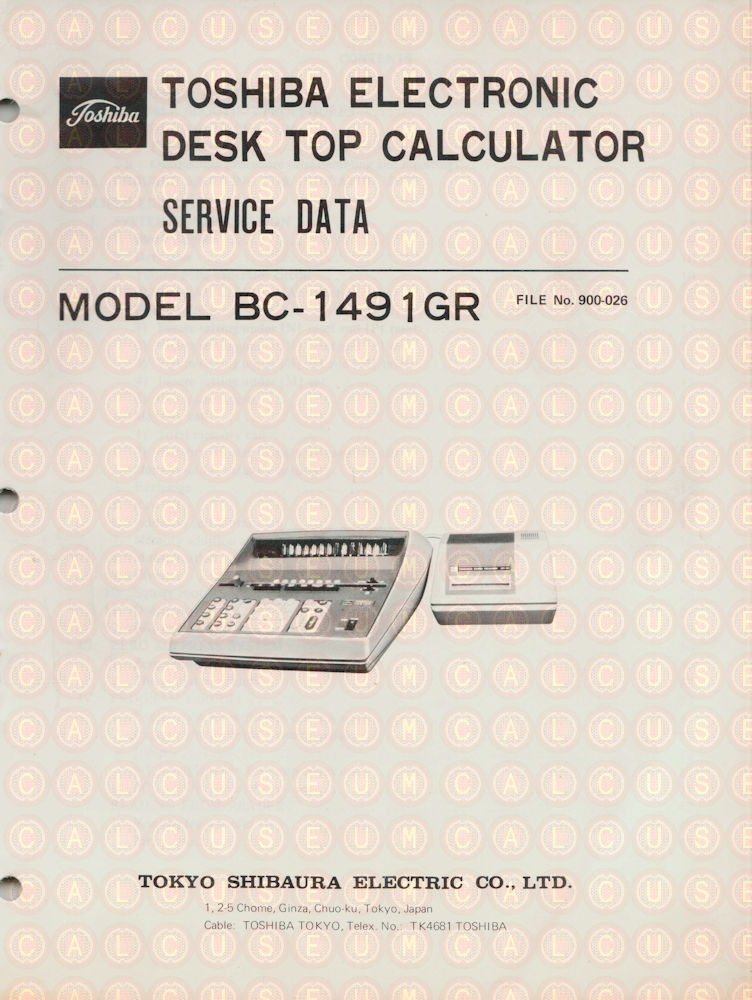 Toshiba
TOSHIBA ELECTRONIC
DESK TOP CALCULATOR
SERVICE DATA
MODEL BC-1491GR
FILE No. 900-026
TOKYO SHIBAURA ELECTRIC CO., LTD.
1, 2-5 Chome, Ginza, Chuo-ku, Tokyo, Japan
Cable: TOSHIBA TOKYO, Telex. No.: TK4681 TOSHIBA
CALCUSEUM